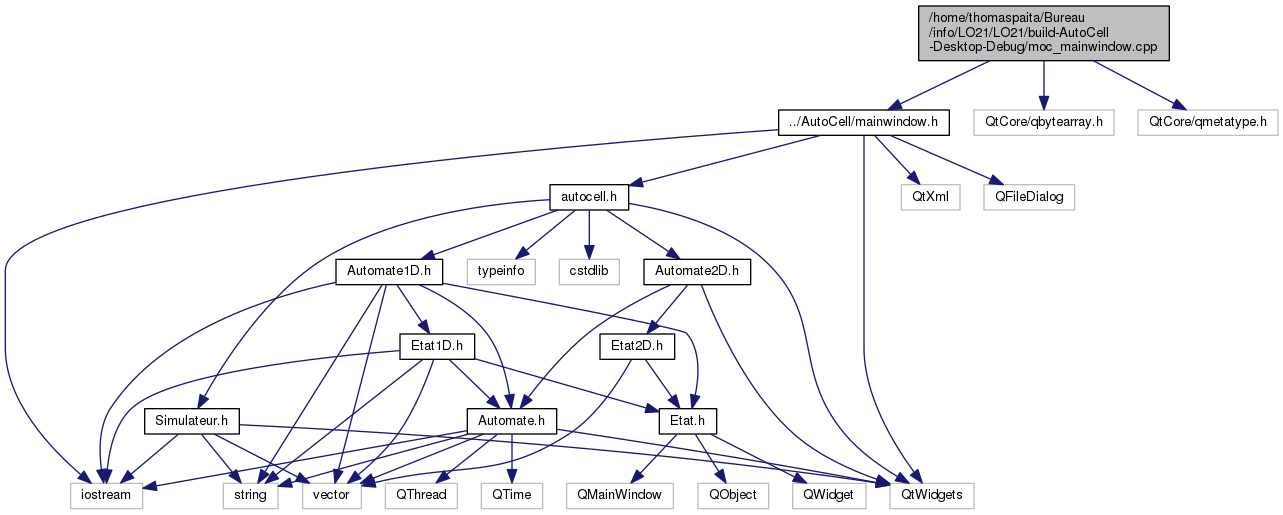 /home/thomaspaita/Bureau
/info/LO21/LO21/build-AutoCell
-Desktop-Debug/moc_mainwindow.cpp
../AutoCell/mainwindow.h
QtCore/qbytearray.h
QtCore/qmetatype.h
autocell.h
QtXml
QFileDialog
Automate1D.h
typeinfo
cstdlib
Automate2D.h
Etat1D.h
Etat2D.h
Simulateur.h
Automate.h
Etat.h
iostream
string
vector
QThread
QTime
QMainWindow
QObject
QWidget
QtWidgets